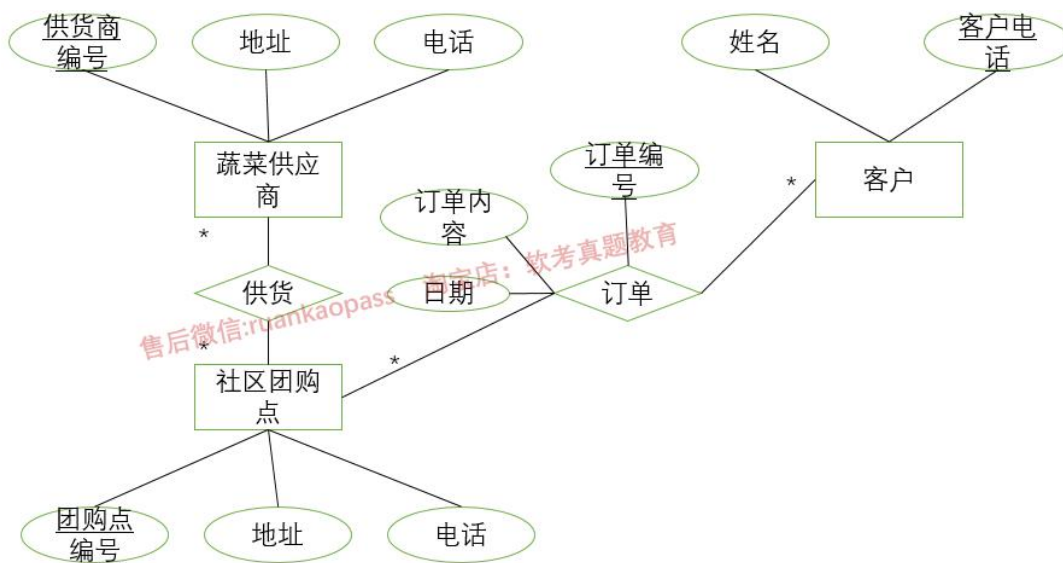 供货商
编号
地址
电话
姓名
客户电
话
蔬菜供应
商
订单编
号
客户
*
订单内
容
*
供货
日期
订单
淘宝店：软考真题教育
售后微信:ruankaopass
*
*
社区团购
点
团购点
编号
地址
电话